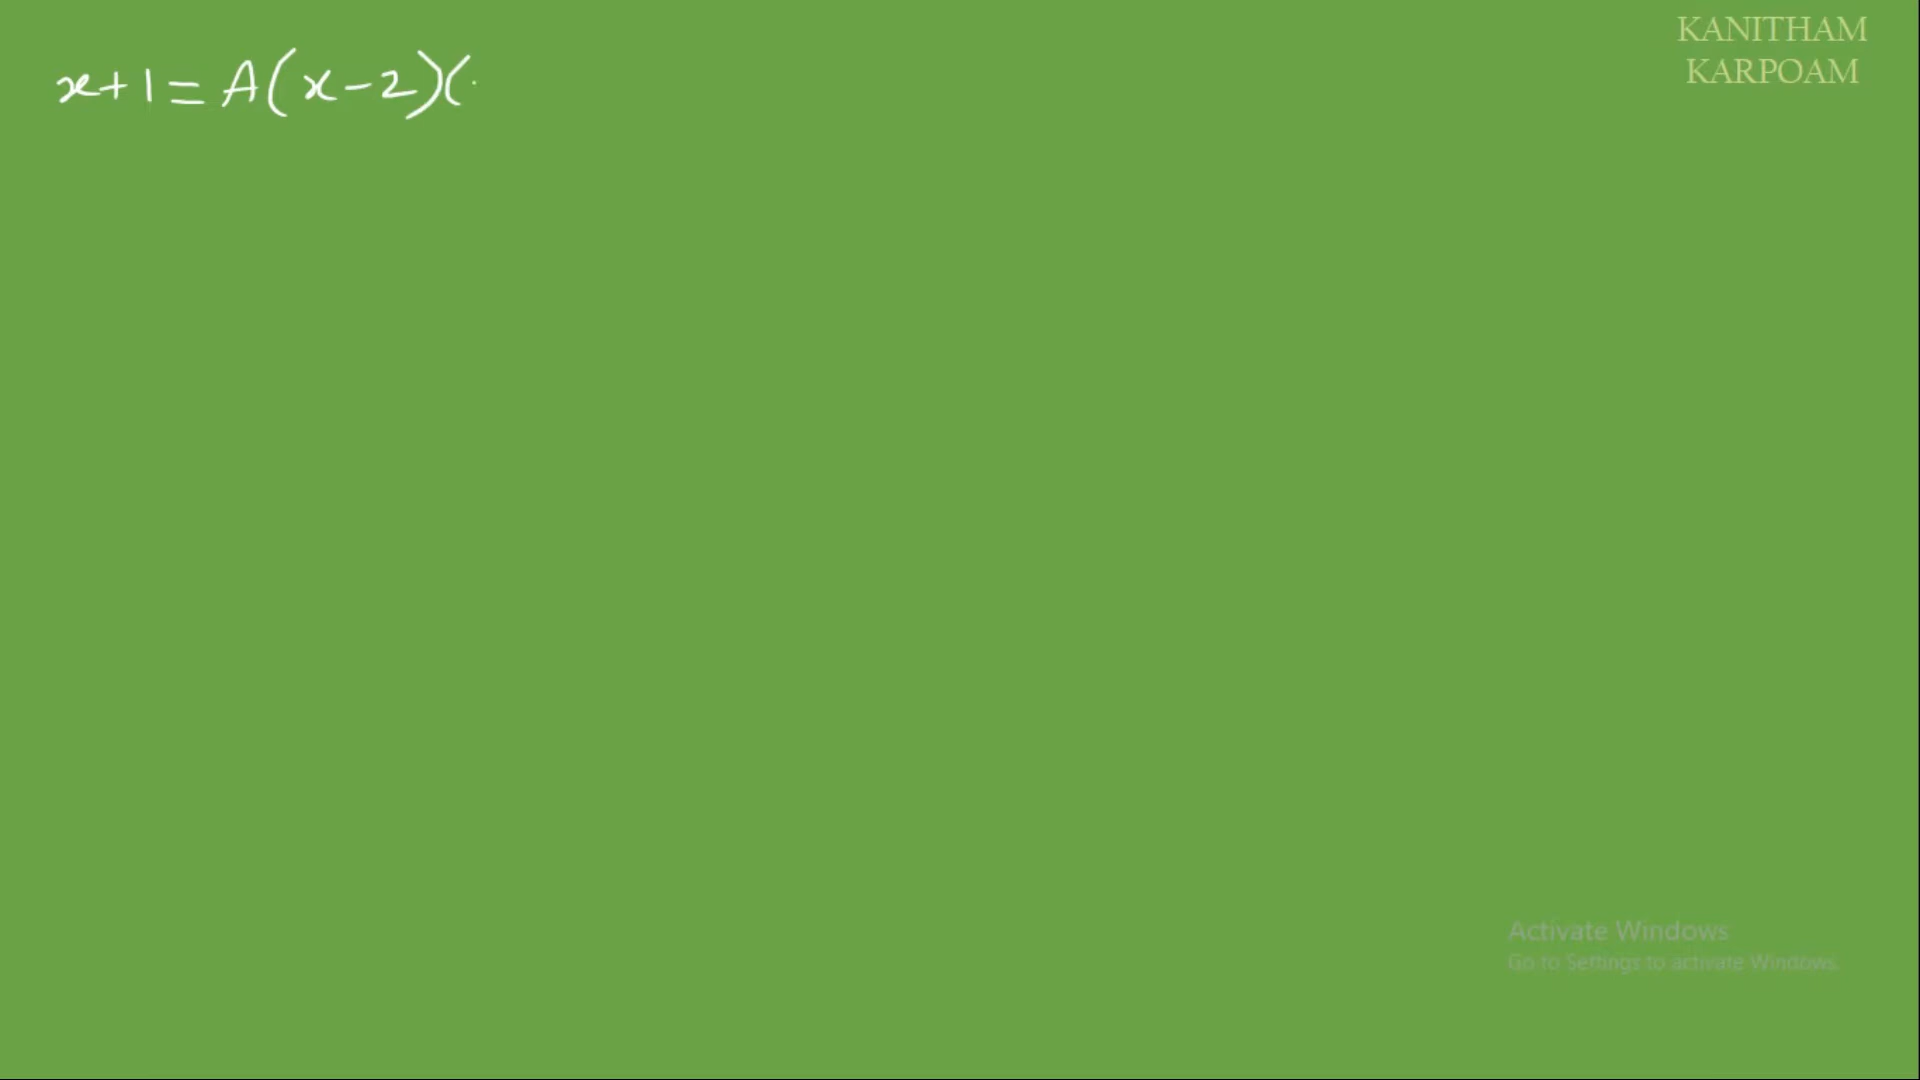 x+1=A(x-2)(
KANITHAM
KARPOAM
Activate Windows
Go to Settings to activate Windows.